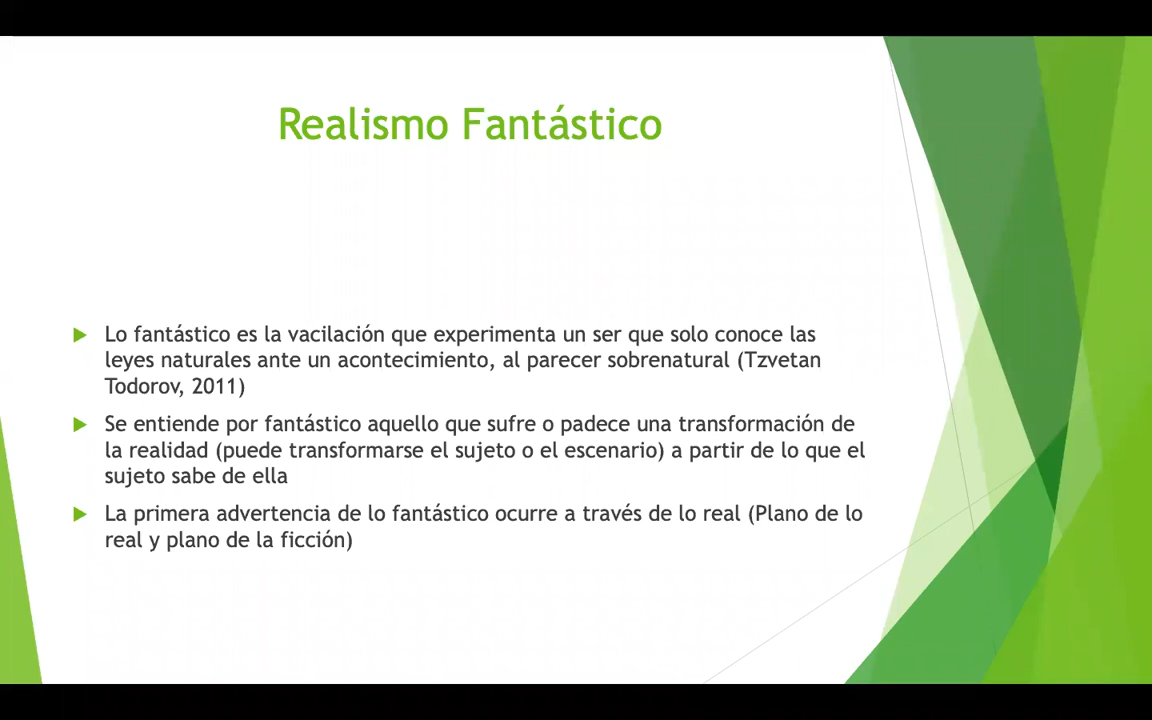 Realismo Fantástico
Lo fantástico es la vacilación que experimenta un ser que solo conoce las
leyes naturales ante un acontecimiento, al parecer sobrenatural (Tzvetan
Todorov, 2011)
Se entiende por fantástico aquello que sufre o padece una transformación de
la realidad (puede transformarse el sujeto o el escenario) a partir de lo que el
sujeto sabe de ella
La primera advertencia de lo fantástico ocurre a través de lo real (Plano de lo
real y plano de la ficción)